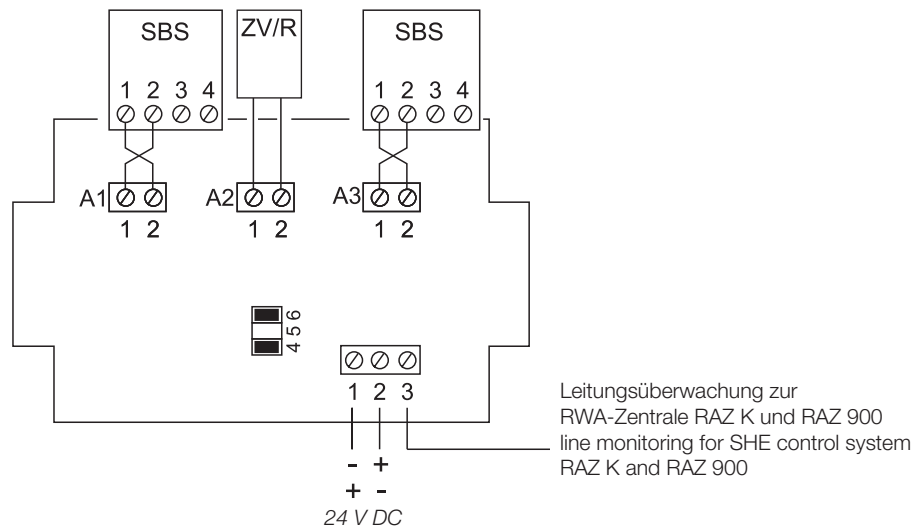 SBS ZV/R SBS
1 2 3 4 1 2 3 4
A1 A2 A3
1 2 1 2 1 2
4 5 6
1 2 3
Leitungsüberwachung zur
RWA-Zentrale RAZ K und RAZ 900
line monitoring for SHE control system
RAZ K and RAZ 900
- +
+ -
24 V DC